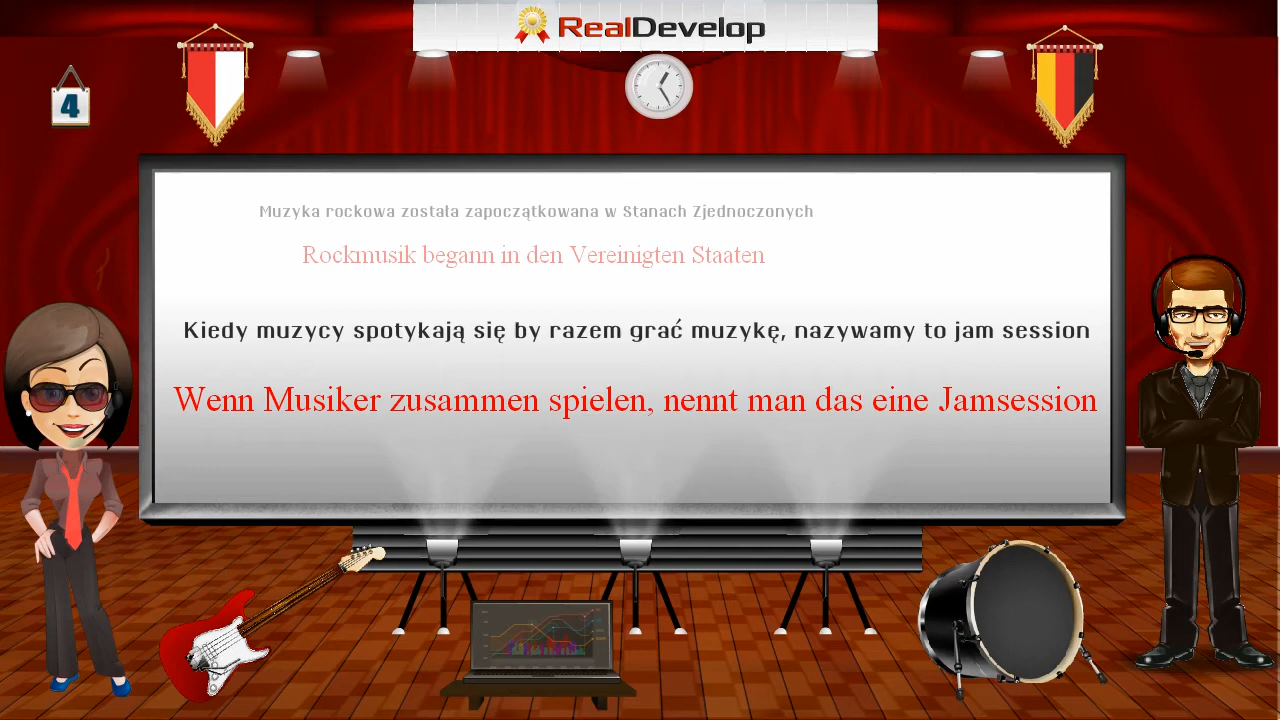 RealDevelop
4
Muzyka rockowa została zapoczątkowana w Stanach Zjednoczonych
Rockmusik begann in den Vereinigten Staaten
Kiedy muzycy spotykają się by razem grać muzykę, nazywamy to jam session
Wenn Musiker zusammen spielen, nennt man das eine Jamsession